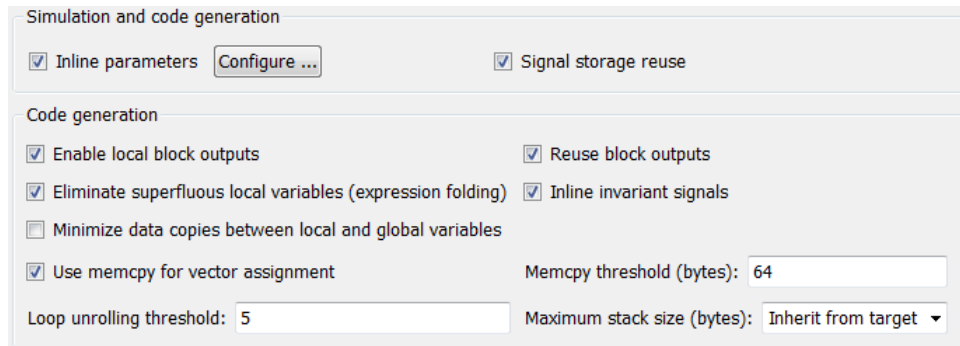 Simulation and code generation
Inline parameters Configure ... Signal storage reuse
Code generation
Enable local block outputs Reuse block outputs
Eliminate superfluous local variables (expression folding) Inline invariant signals
Minimize data copies between local and global variables
Use memcpy for vector assignment Memcpy threshold (bytes): 64
Loop unrolling threshold: 5 Maximum stack size (bytes): Inherit from target